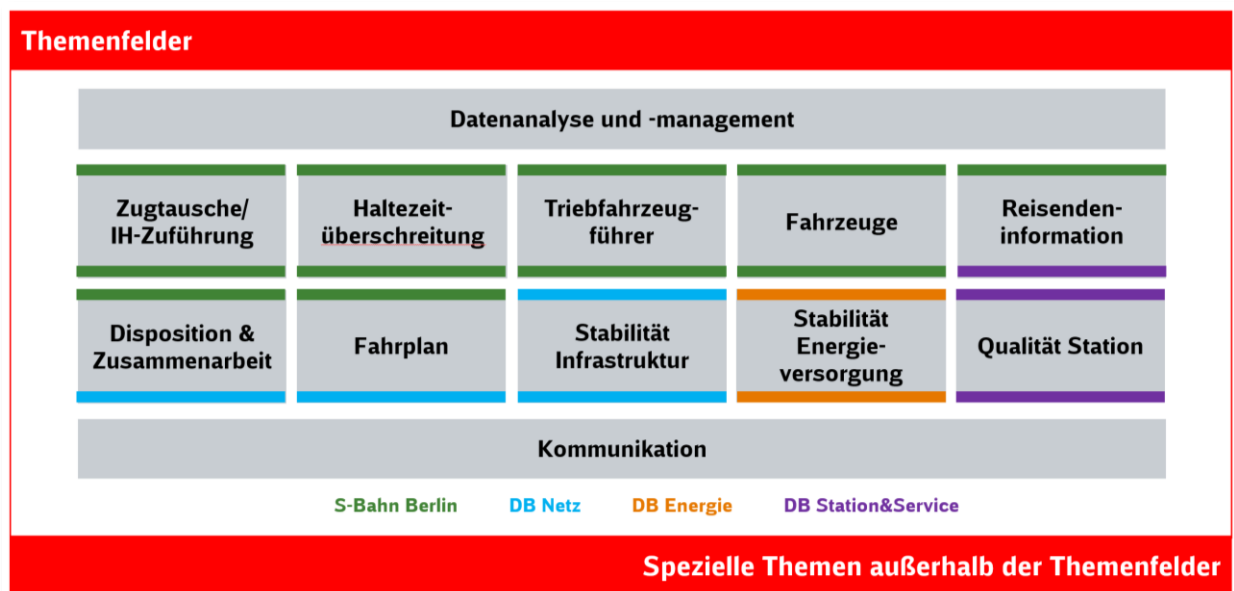 Themenfelder
Datenanalyse und -management
Zugtausche/
IH-Zuführung
Haltezeit-
überschreitung
Triebfahrzeug-
führer
Fahrzeuge
Reisenden-
information
Disposition &
Zusammenarbeit
Fahrplan
Stabilität
Infrastruktur
Stabilität
Energie-
versorgung
Qualität Station
Kommunikation
S-Bahn Berlin DB Netz DB Energie DB Station&Service
Spezielle Themen außerhalb der Themenfelder